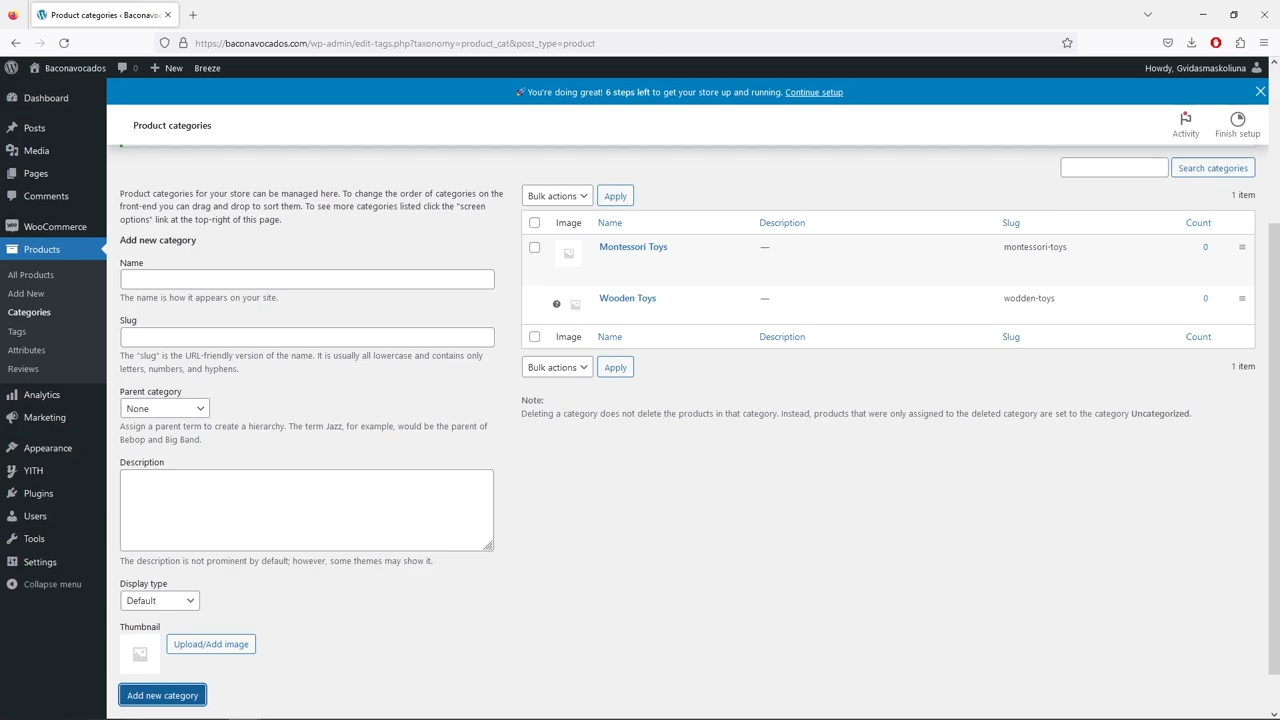 Product categories ‹ Baconavoc
https://baconavocados.com/wp-admin/edit-tags.php?taxonomy=product_cat&post_type=product
Baconavocados
0
New
Breeze
Howdy, Gvidasmaskoliuna
Dashboard
Posts
Media
Pages
Comments
WooCommerce
Products
All Products
Add New
Categories
Tags
Attributes
Reviews
Analytics
Marketing
Appearance
YITH
Plugins
Users
Tools
Settings
Collapse menu
You're doing great! 6 steps left to get your store up and running. Continue setup
Product categories
Activity
Finish setup
Search categories
Product categories for your store can be managed here. To change the order of categories on the
front-end you can drag and drop to sort them. To see more categories listed click the "screen
options" link at the top-right of this page.
Add new category
Name
The name is how it appears on your site.
Slug
The "slug" is the URL-friendly version of the name. It is usually all lowercase and contains only
letters, numbers, and hyphens.
Parent category
None
Assign a parent term to create a hierarchy. The term Jazz, for example, would be the parent of
Bebop and Big Band.
Description
The description is not prominent by default; however, some themes may show it.
Display type
Default
Thumbnail
Upload/Add image
Add new category
Bulk actions Apply 1 item
Image Name Description Slug Count
Montessori Toys — montessori-toys 0
Wooden Toys — wodden-toys 0
Image Name Description Slug Count
Bulk actions Apply 1 item
Note:
Deleting a category does not delete the products in that category. Instead, products that were only assigned to the deleted category are set to the category Uncategorized.